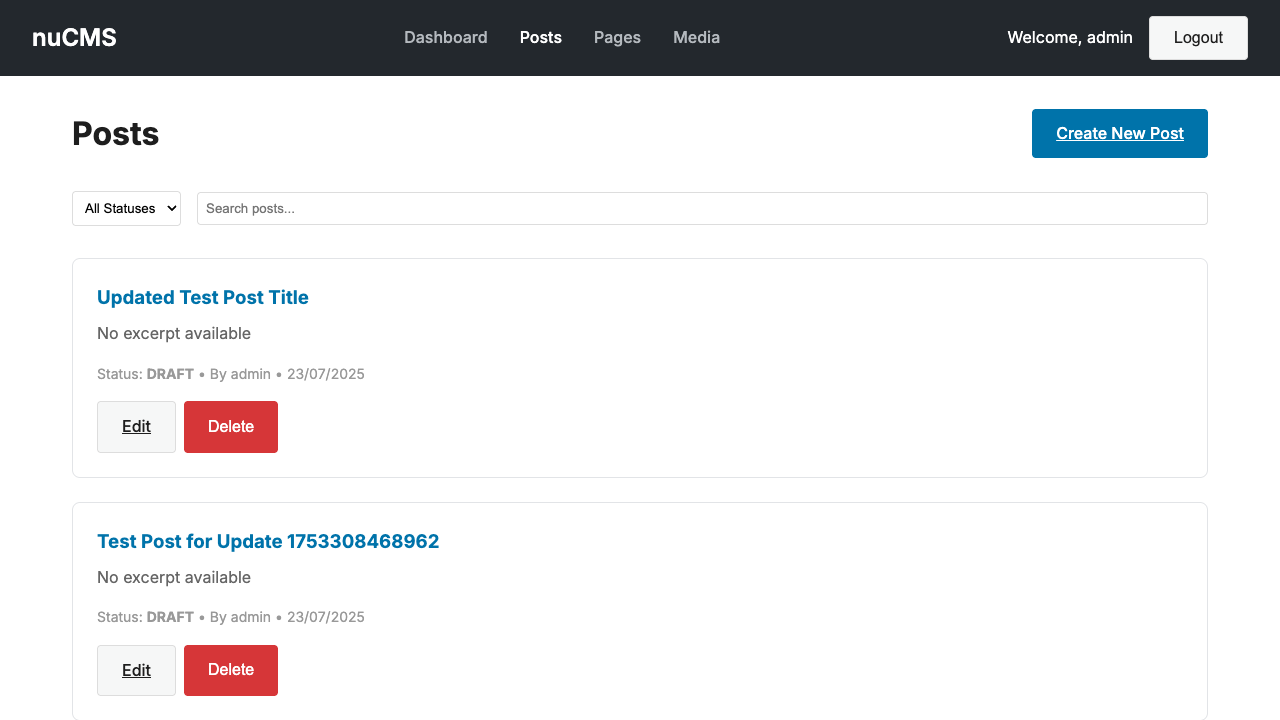 nuCMS
Dashboard Posts Pages Media
Welcome, admin Logout
Posts
Create New Post
All Statuses Search posts...
Updated Test Post Title
No excerpt available
Status: DRAFT • By admin • 23/07/2025
Edit Delete
Test Post for Update 1753308468962
No excerpt available
Status: DRAFT • By admin • 23/07/2025
Edit Delete